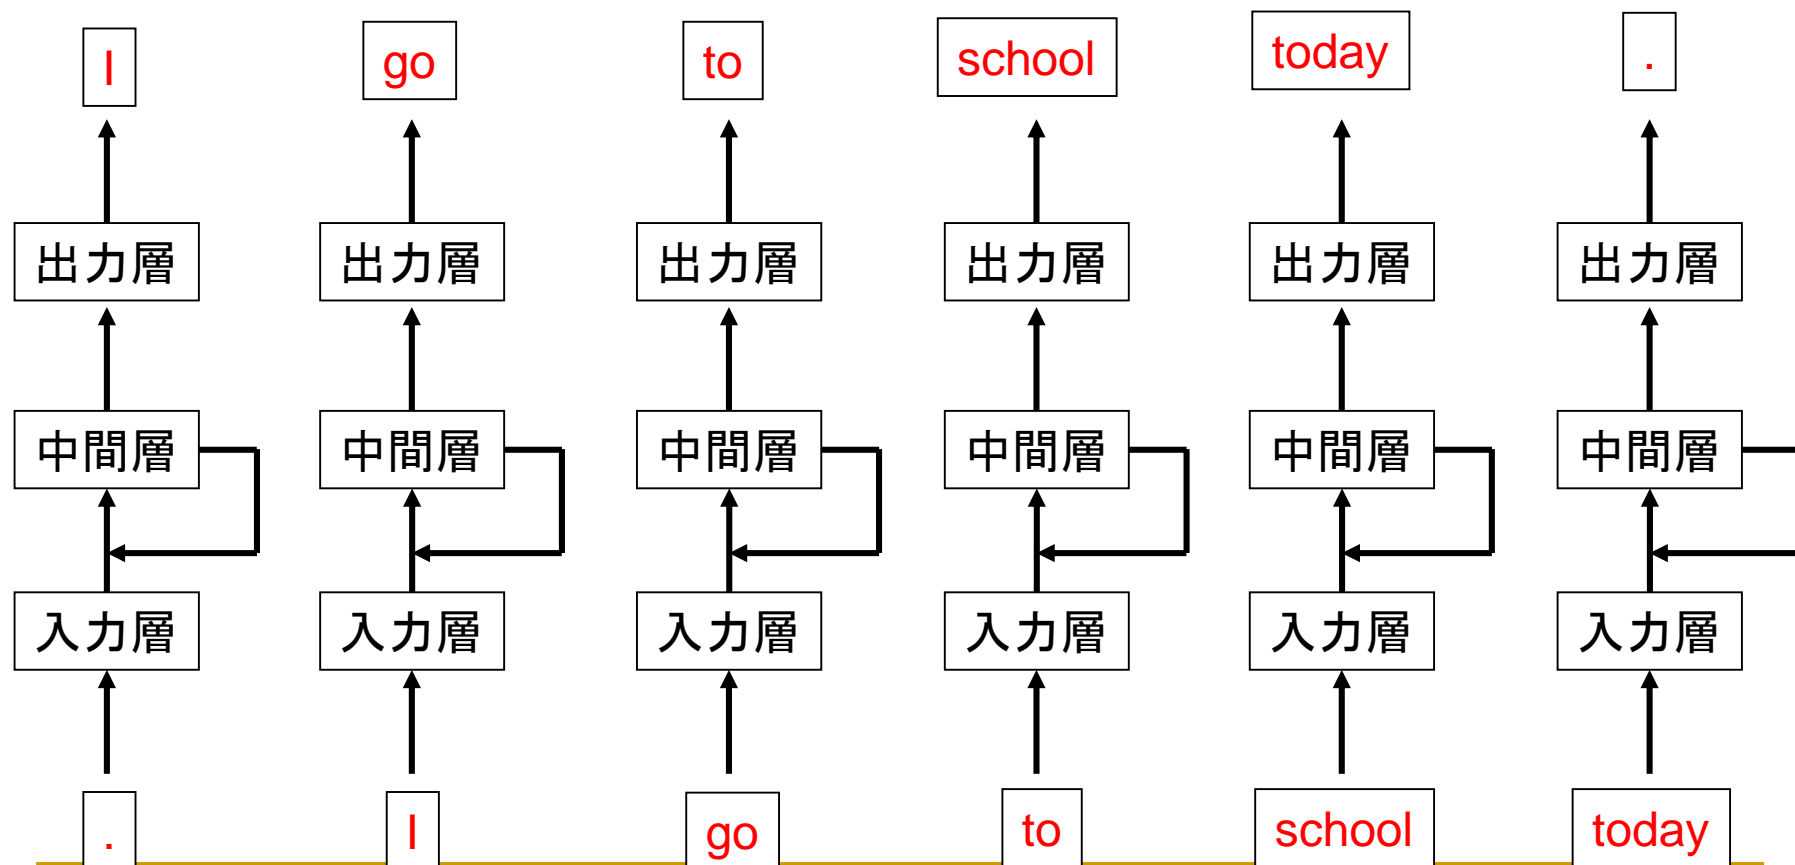 I go to school today .
出力層 出力層 出力層 出力層 出力層 出力層
中間層 中間層 中間層 中間層 中間層 中間層
入力層 入力層 入力層 入力層 入力層 入力層
. I go to school today